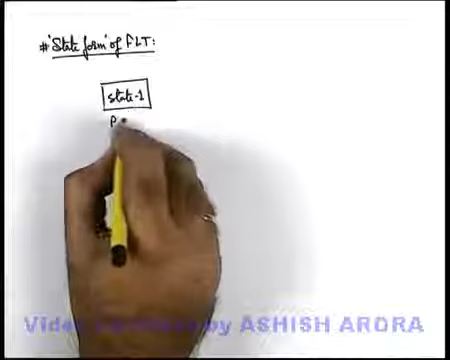 # 'State form' of FLT:
state-1
P
Video Lectures by ASHISH ARORA